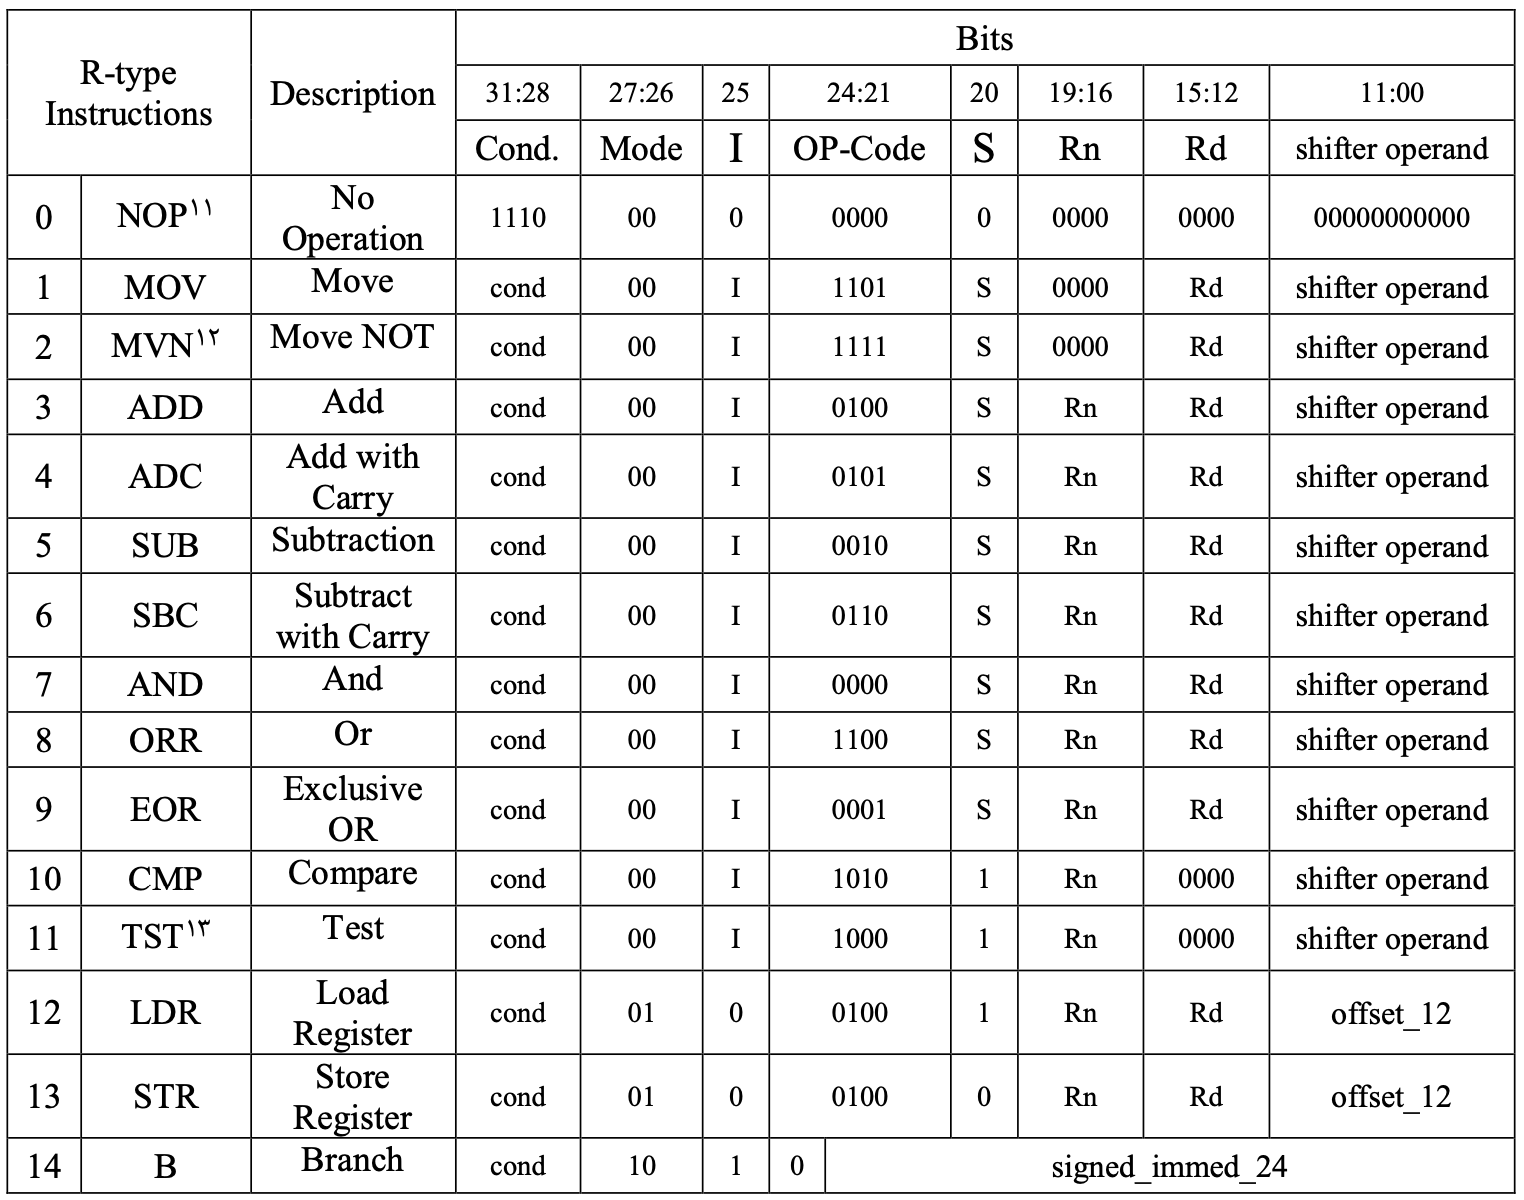 R-type Instructions Description Bits
31:28 27:26 25 24:21 20 19:16 15:12 11:00
Cond. Mode I OP-Code S Rn Rd shifter operand
0 NOP۱۱ No Operation 1110 00 0 0000 0 0000 0000 00000000000
1 MOV Move cond 00 I 1101 S 0000 Rd shifter operand
2 MVN۱۲ Move NOT cond 00 I 1111 S 0000 Rd shifter operand
3 ADD Add cond 00 I 0100 S Rn Rd shifter operand
4 ADC Add with Carry cond 00 I 0101 S Rn Rd shifter operand
5 SUB Subtraction cond 00 I 0010 S Rn Rd shifter operand
6 SBC Subtract with Carry cond 00 I 0110 S Rn Rd shifter operand
7 AND And cond 00 I 0000 S Rn Rd shifter operand
8 ORR Or cond 00 I 1100 S Rn Rd shifter operand
9 EOR Exclusive OR cond 00 I 0001 S Rn Rd shifter operand
10 CMP Compare cond 00 I 1010 1 Rn 0000 shifter operand
11 TST۱۳ Test cond 00 I 1000 1 Rn 0000 shifter operand
12 LDR Load Register cond 01 0 0100 1 Rn Rd offset_12
13 STR Store Register cond 01 0 0100 0 Rn Rd offset_12
14 B Branch cond 10 1 0 signed_immed_24